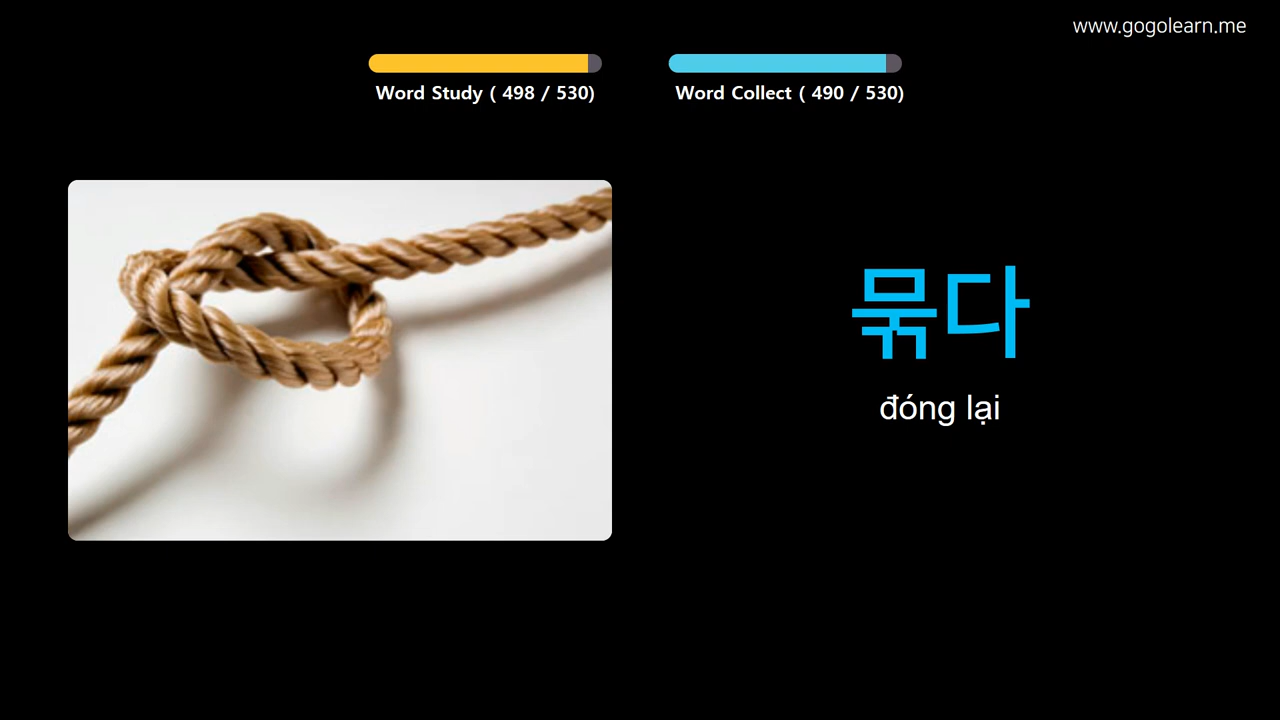 www.gogolearn.me
Word Study ( 498 / 530)
Word Collect ( 490 / 530)
묶다
đóng lại